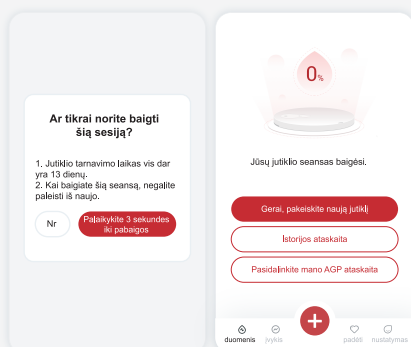 Ar tikrai norite baigti
šią sesiją?
1. Jutiklio tarnavimo laikas vis dar
yra 13 dienų.
2. Kai baigiate šią seansą, negalite
paleisti iš naujo.
Nr
Palaikykite 3 sekundes
iki pabaigos
0%
Jūsų jutiklio seansas baigėsi.
Gerai, pakeiskite naują jutiklį
Istorijos ataskaita
Pasidalinkite mano AGP ataskaita
duomenis
įvykis
padėti
nustatymas